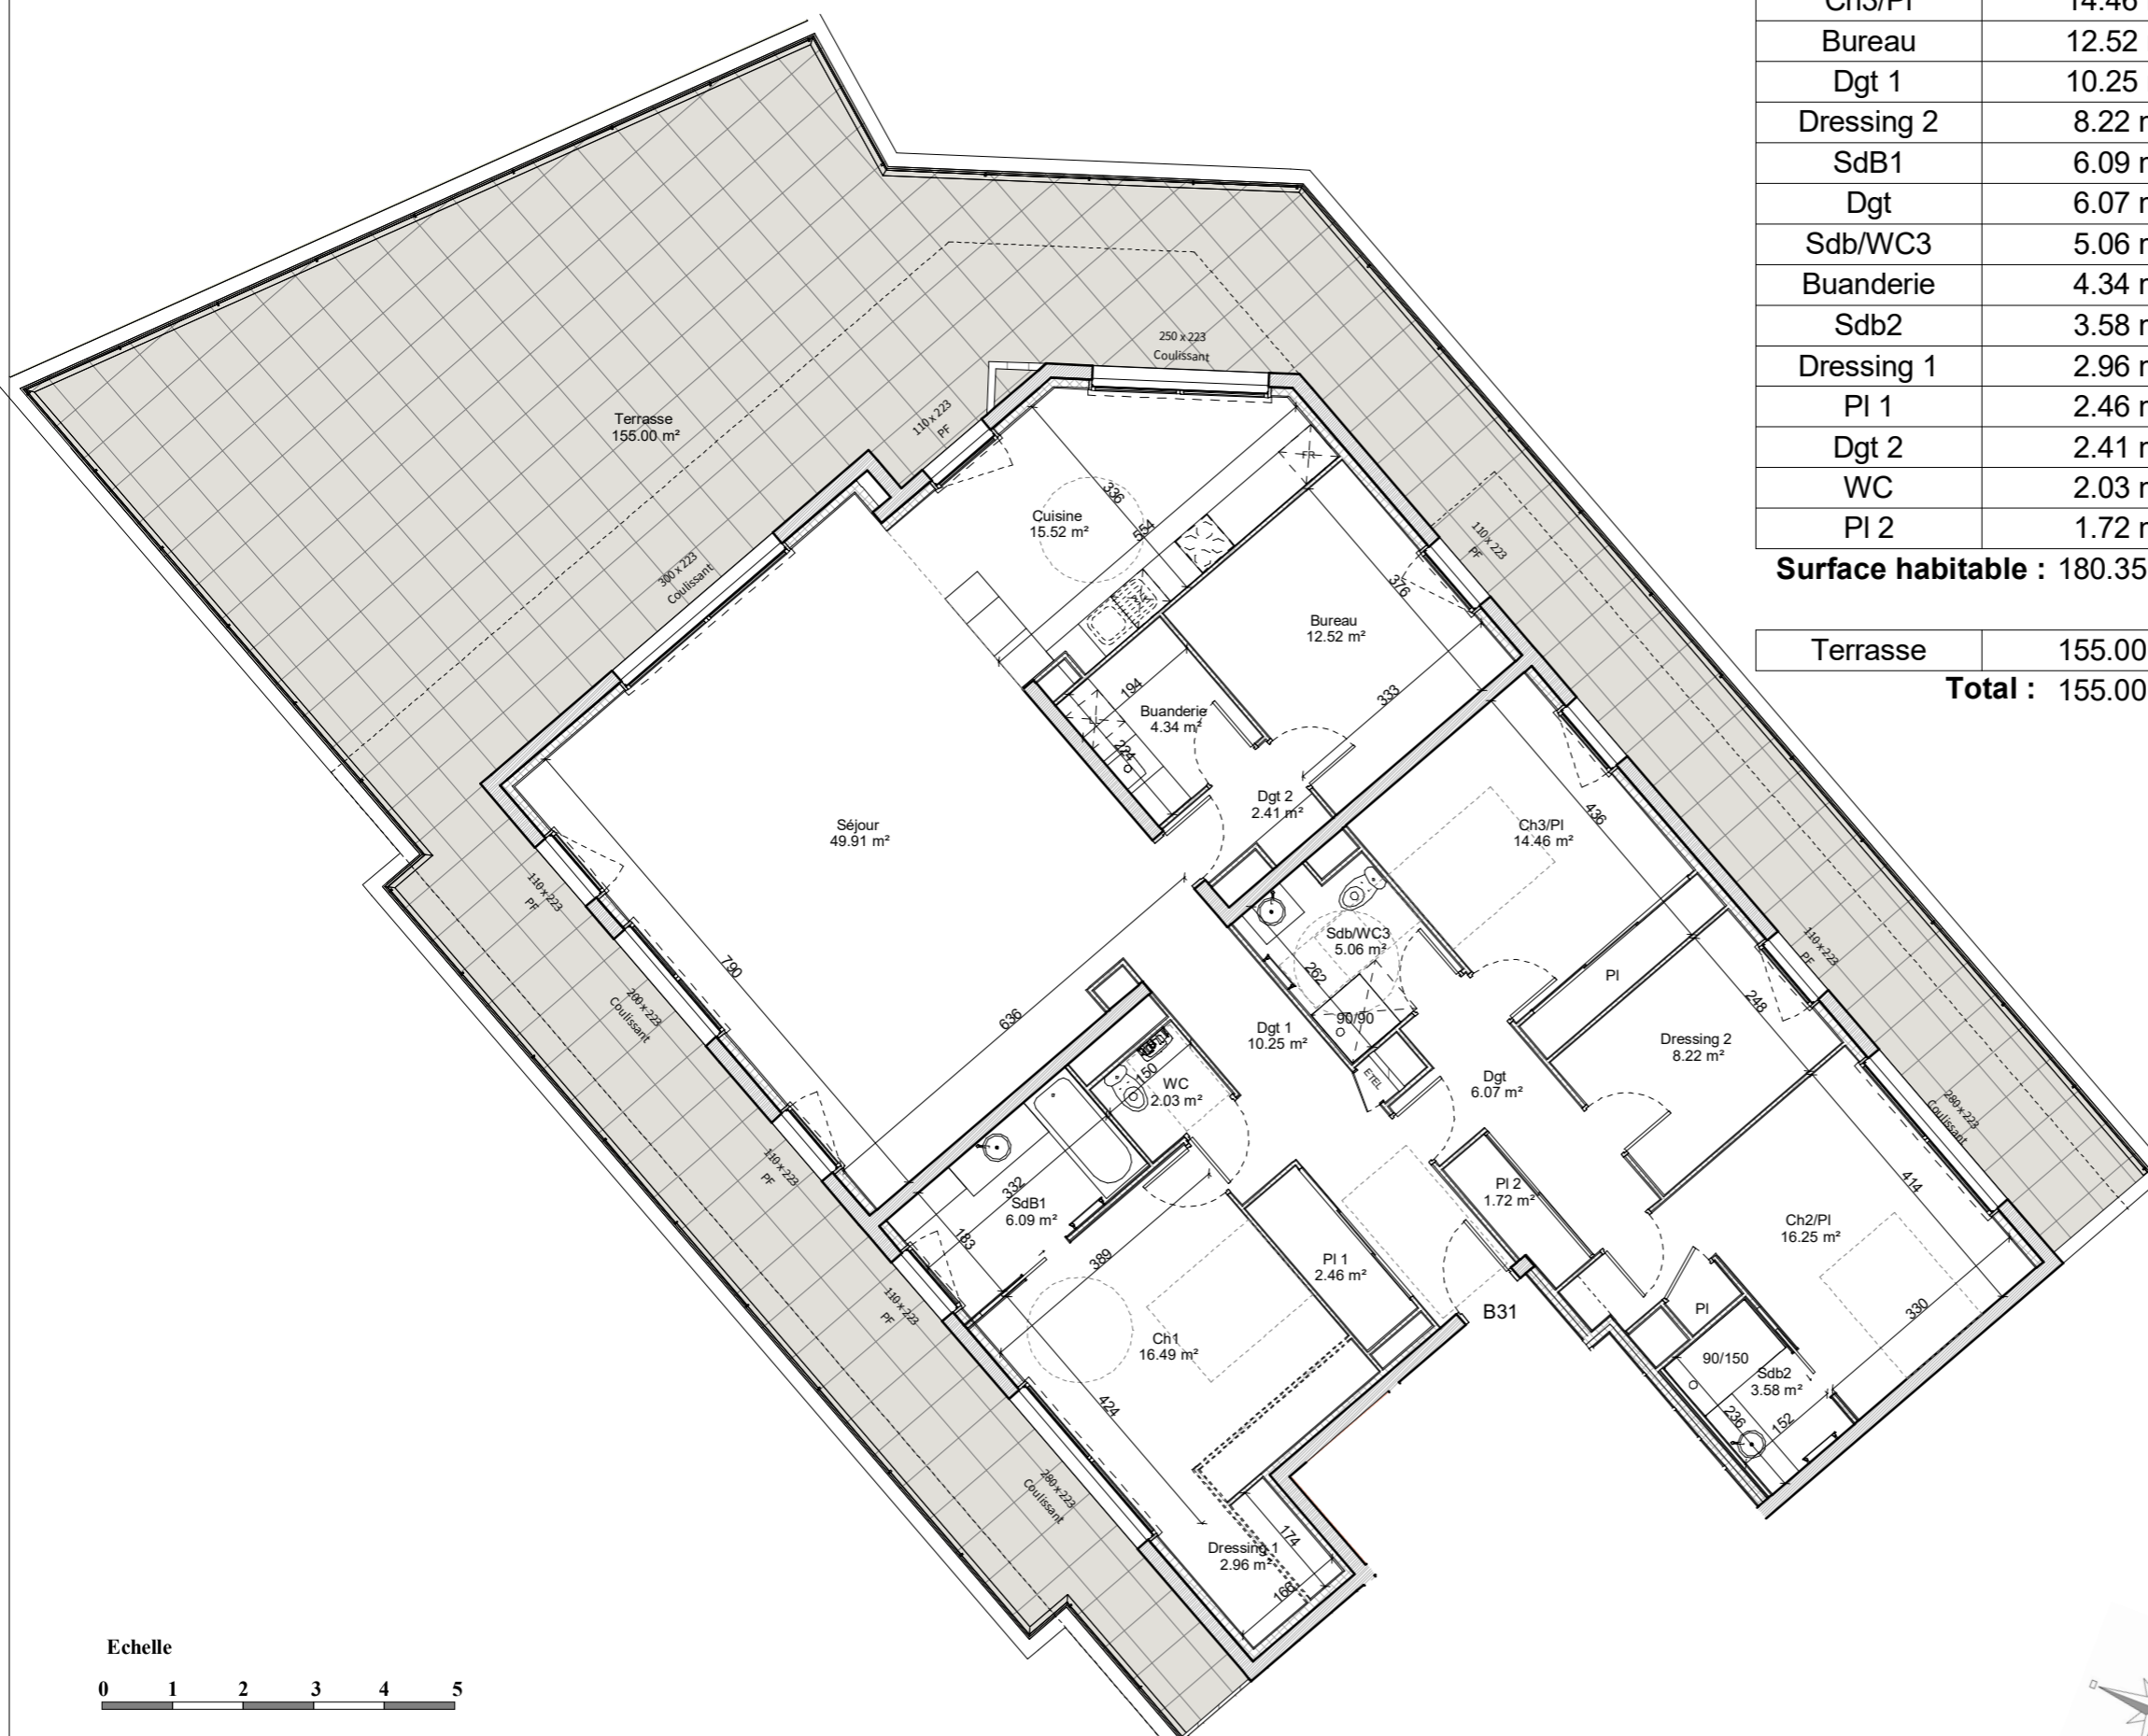 Ch3/Pl 14.46
Bureau 12.52
Dgt 1 10.25
Dressing 2 8.22
SdB1 6.09
Dgt 6.07
Sdb/WC3 5.06
Buanderie 4.34
Sdb2 3.58
Dressing 1 2.96
Pl 1 2.46
Dgt 2 2.41
WC 2.03
Pl 2 1.72
Surface habitable : 180.35
Terrasse 155.00
Total : 155.00
250 x 223
Coulissant
Terrasse
155.00 m²
110 x 223
PF
FR
336
554
Cuisine
15.52 m²
110 x 223
PF
300 x 223
Coulissant
376
Bureau
12.52 m²
194
333
Buanderie
4.34 m²
224
Dgt 2
2.41 m²
436
Séjour
49.91 m²
Ch3/Pl
14.46 m²
110 x 223
PF
Sdb/WC3
5.06 m²
262
110 x 223
PF
790
Pl
248
200 x 223
Coulissant
636
90/90
Dgt 1
10.25 m²
Dressing 2
8.22 m²
ETEL
Dgt
6.07 m²
150
WC
2.03 m²
280 x 223
Coulissant
110 x 223
PF
332
SdB1
6.09 m²
183
389
414
Pl 2
1.72 m²
Ch2/Pl
16.25 m²
Pl 1
2.46 m²
110 x 223
PF
B31
Pl
330
Ch1
16.49 m²
90/150
Sdb2
3.58 m²
424
236
152
280 x 223
Coulissant
174
Dressing 1
2.96 m²
166
Echelle
0 1 2 3 4 5